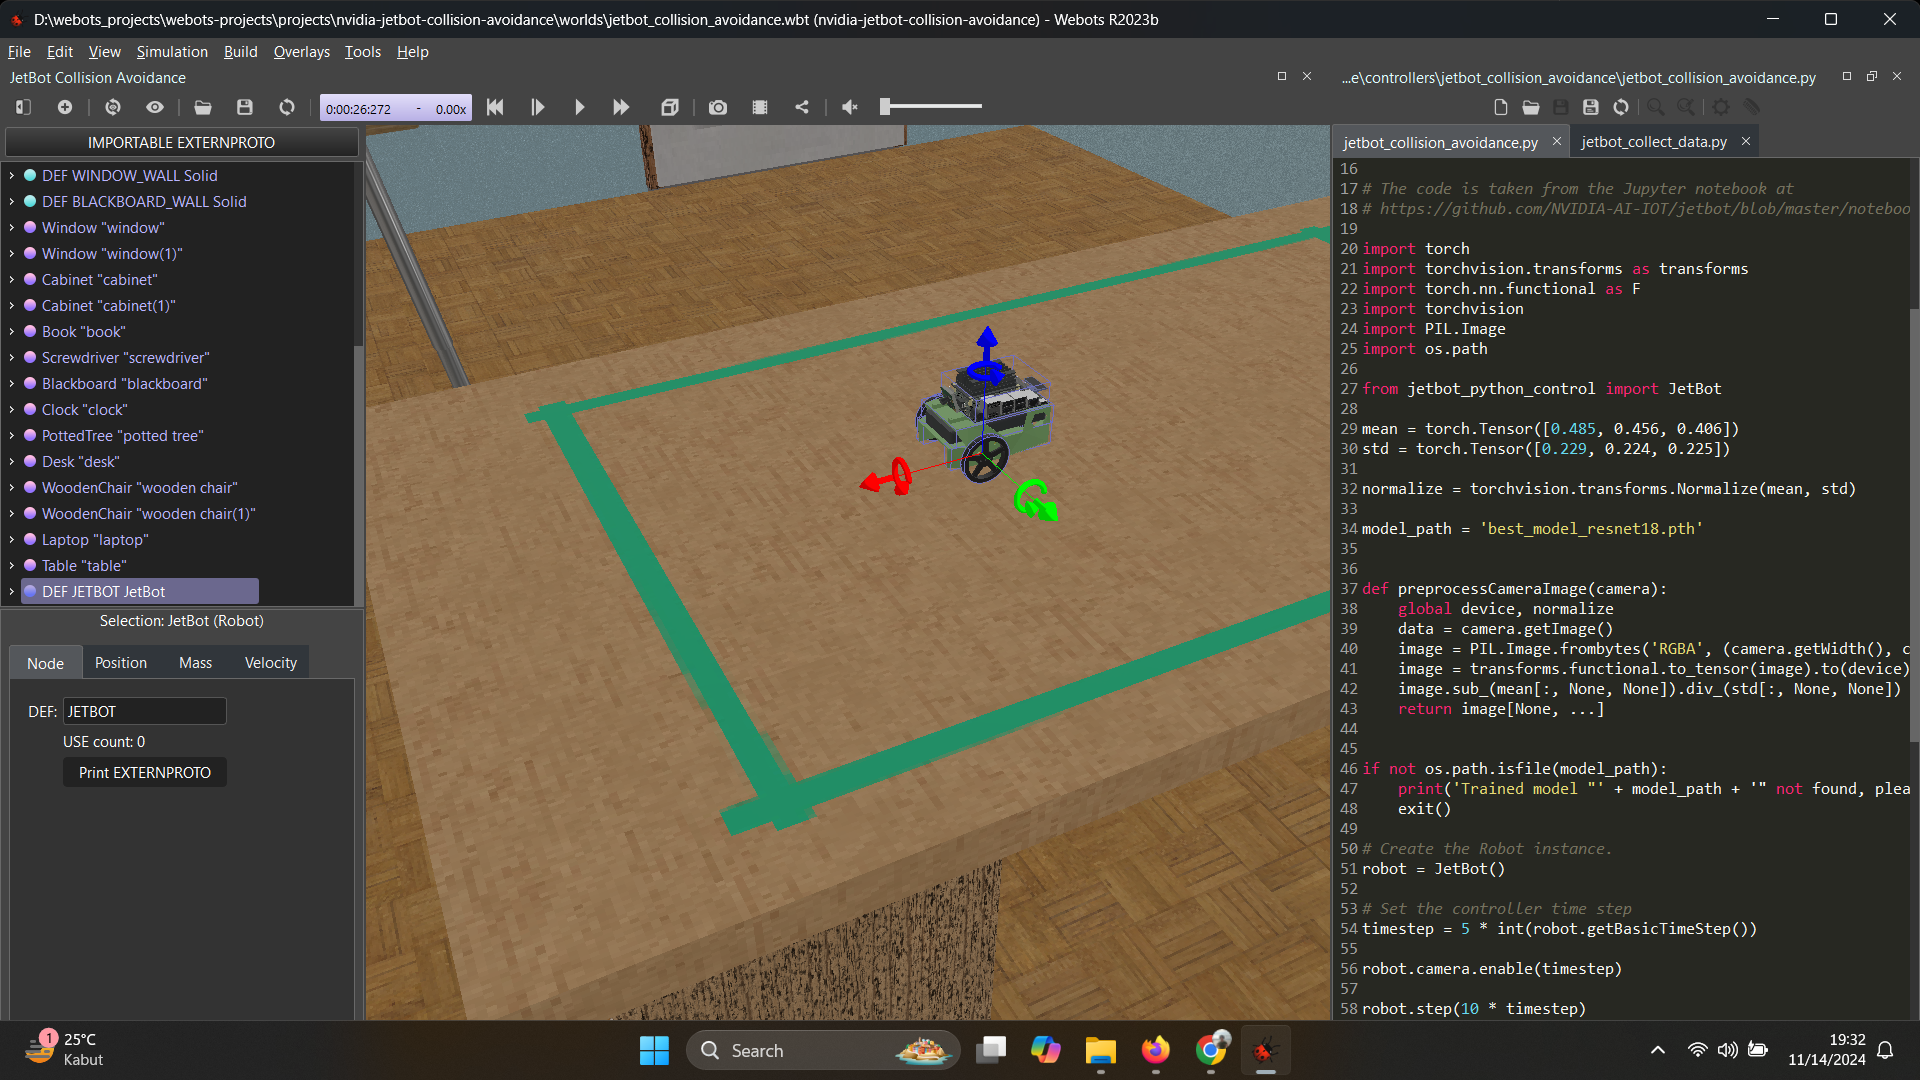 D:\webots_projects\webots-projects\projects\nvidia-jetbot-collision-avoidance\worlds\jetbot_collision_avoidance.wbt (nvidia-jetbot-collision-avoidance) - Webots R2023b
File Edit View Simulation Build Overlays Tools Help
JetBot Collision Avoidance
0:00:26:272 - 0.00x
IMPORTABLE EXTERNPROTO
DEF WINDOW_WALL Solid
DEF BLACKBOARD_WALL Solid
Window "window"
Window "window(1)"
Cabinet "cabinet"
Cabinet "cabinet(1)"
Book "book"
Screwdriver "screwdriver"
Blackboard "blackboard"
Clock "clock"
PottedTree "potted tree"
Desk "desk"
WoodenChair "wooden chair"
WoodenChair "wooden chair(1)"
Laptop "laptop"
Table "table"
DEF JETBOT JetBot
Selection: JetBot (Robot)
Node Position Mass Velocity
DEF: JETBOT
USE count: 0
Print EXTERNPROTO
...e\controllers\jetbot_collision_avoidance\jetbot_collision_avoidance.py
jetbot_collision_avoidance.py jetbot_collect_data.py
16
17 # The code is taken from the Jupyter notebook at
18 # https://github.com/NVIDIA-AI-IOT/jetbot/blob/master/noteboo
19
20 import torch
21 import torchvision.transforms as transforms
22 import torch.nn.functional as F
23 import torchvision
24 import PIL.Image
25 import os.path
26
27 from jetbot_python_control import JetBot
28
29 mean = torch.Tensor([0.485, 0.456, 0.406])
30 std = torch.Tensor([0.229, 0.224, 0.225])
31
32 normalize = torchvision.transforms.Normalize(mean, std)
33
34 model_path = 'best_model_resnet18.pth'
35
36
37 def preprocessCameraImage(camera):
38 global device, normalize
39 data = camera.getImage()
40 image = PIL.Image.frombytes('RGBA', (camera.getWidth(), c
41 image = transforms.functional.to_tensor(image).to(device)
42 image.sub_(mean[:, None, None]).div_(std[:, None, None])
43 return image[None, ...]
44
45
46 if not os.path.isfile(model_path):
47 print('Trained model "' + model_path + '" not found, plea
48 exit()
49
50 # Create the Robot instance.
51 robot = JetBot()
52
53 # Set the controller time step
54 timestep = 5 * int(robot.getBasicTimeStep())
55
56 robot.camera.enable(timestep)
57
58 robot.step(10 * timestep)
1
25°C
Kabut
Search
19:32
11/14/2024